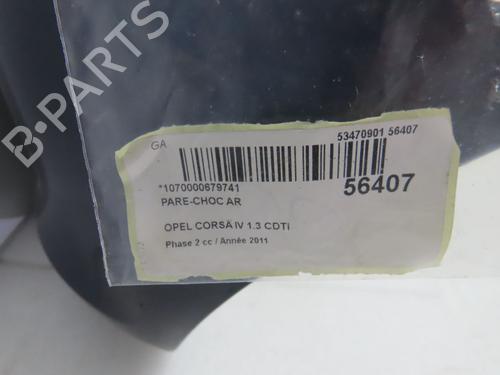 B-PARTS
GA
53470901 56407
*1070000679741
56407
PARE-CHOC AR
OPEL CORSA IV 1.3 CDTI
Phase 2 cc / Année 2011